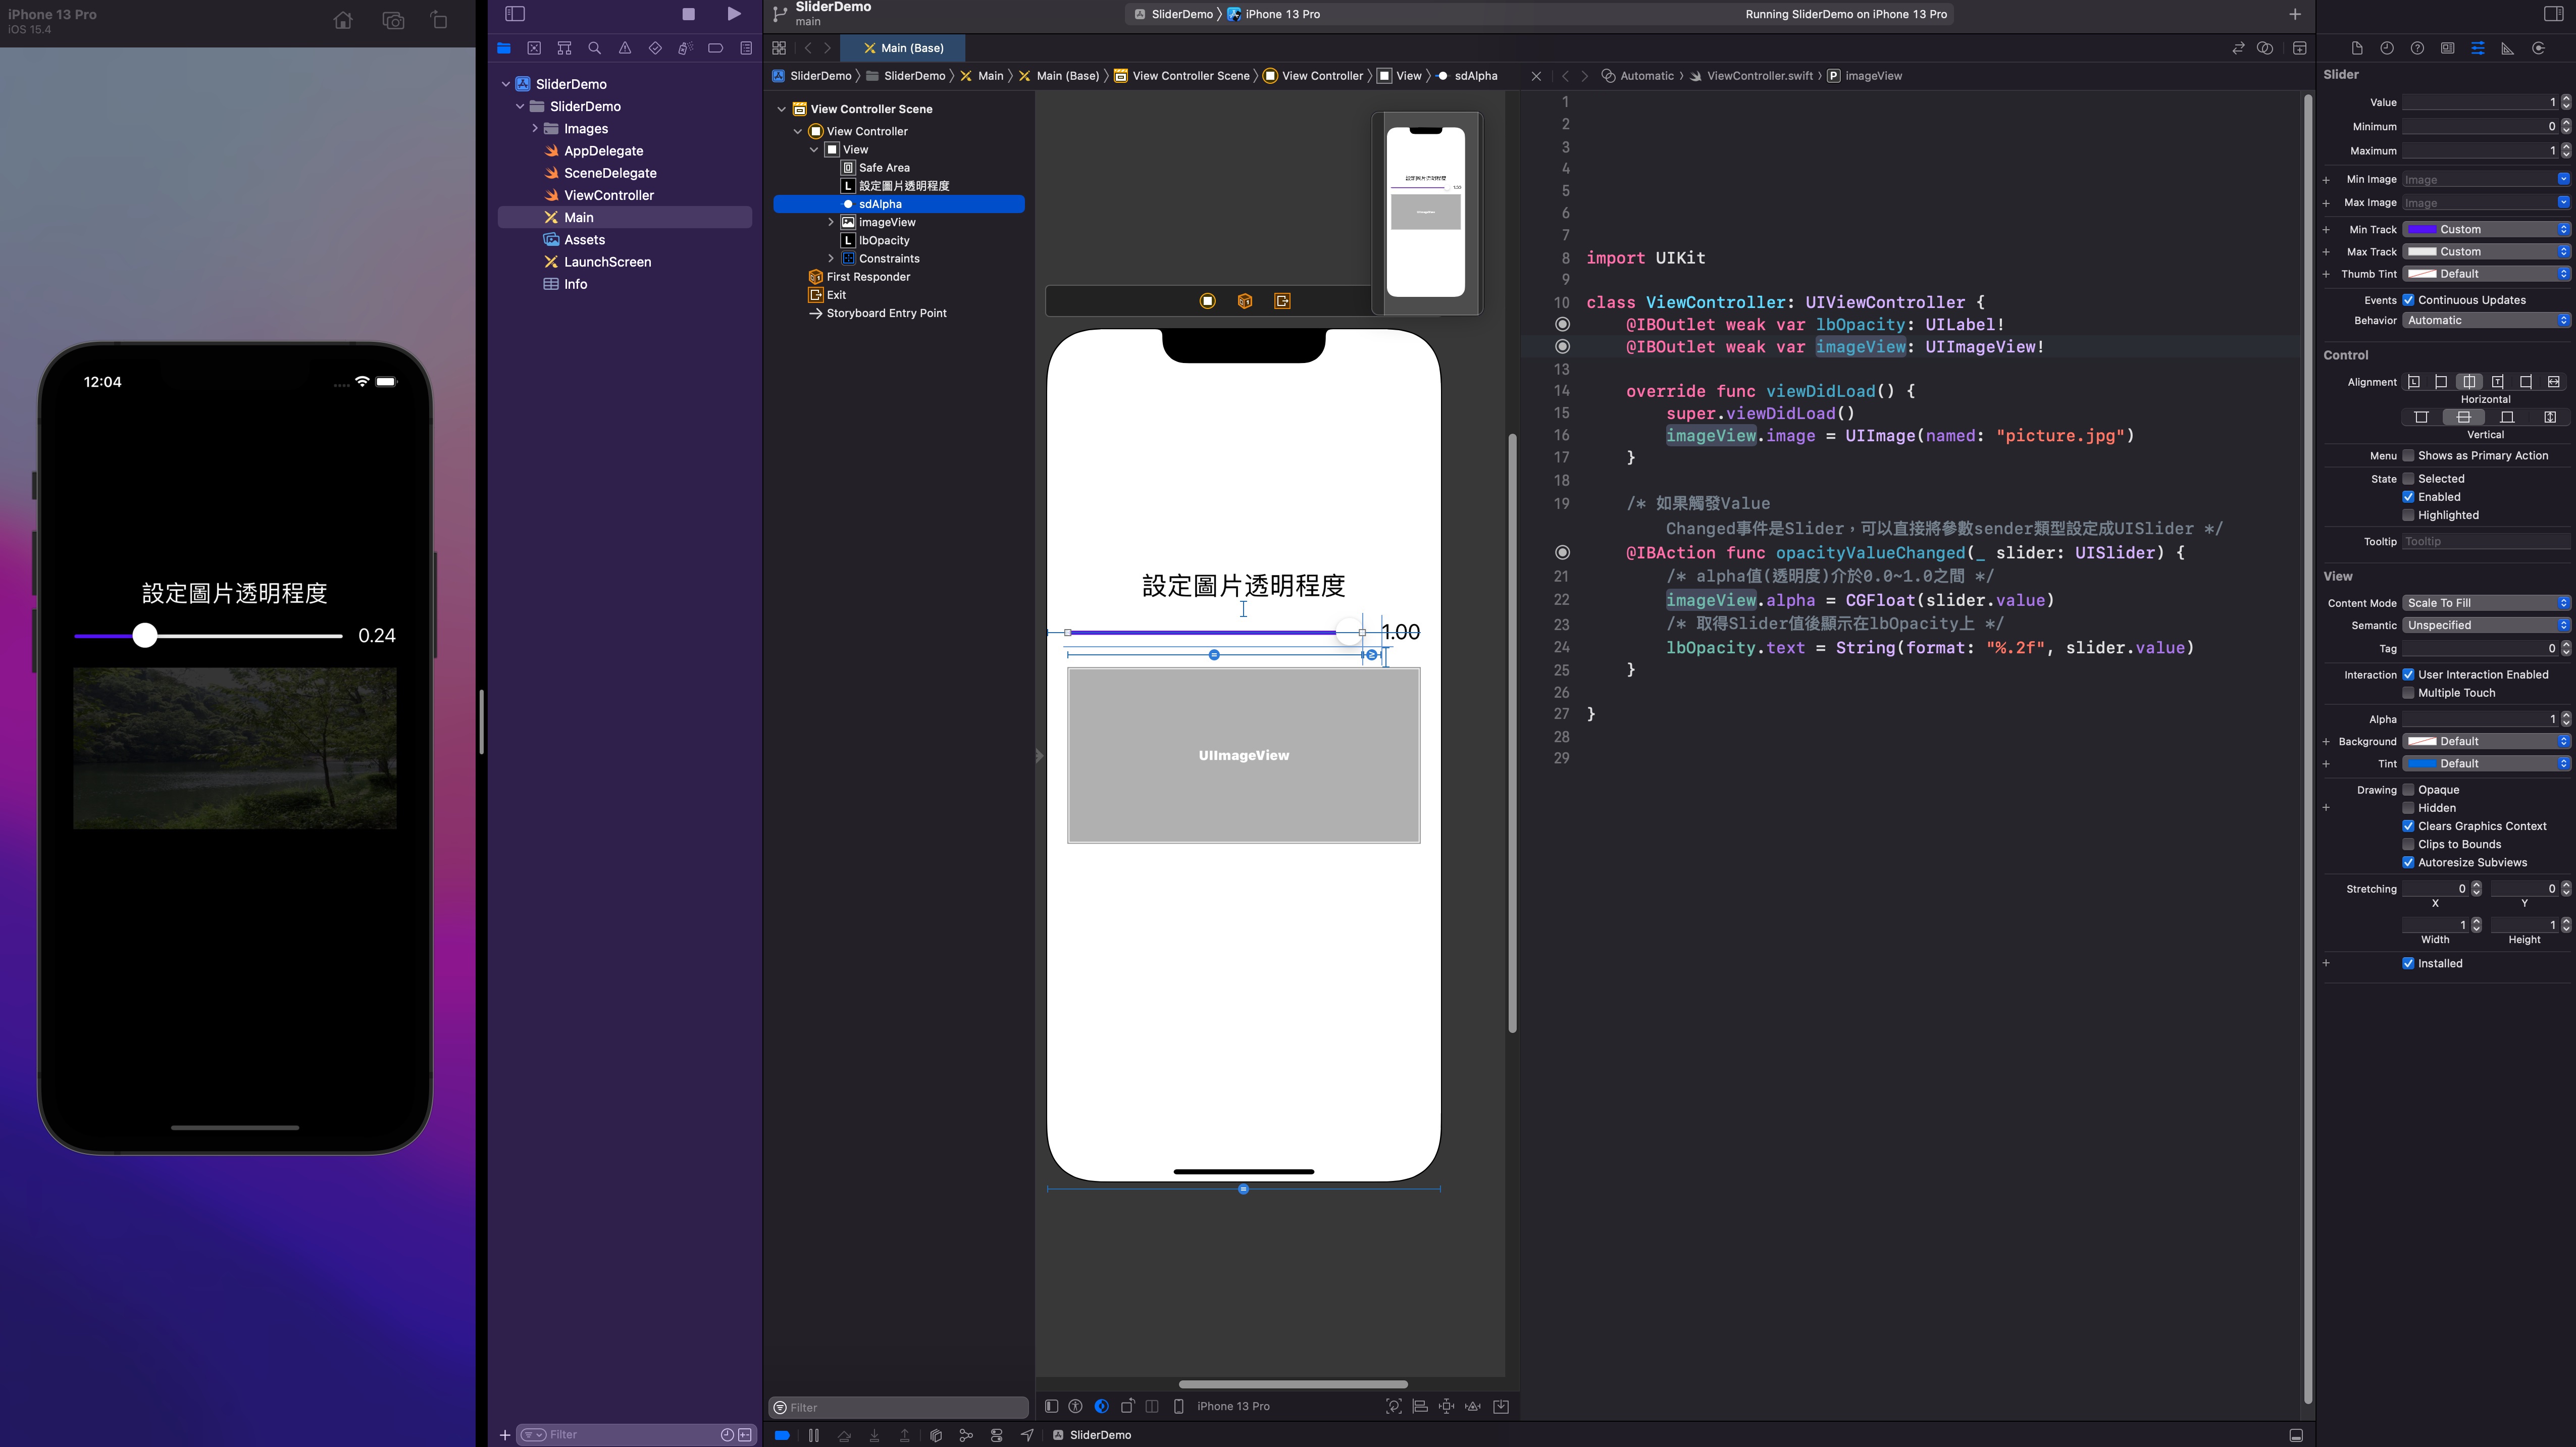 iPhone 13 Pro
iOS 15.4
12:04
設定圖片透明程度
0.24
SliderDemo
SliderDemo
Images
AppDelegate
SceneDelegate
ViewController
Main
Assets
LaunchScreen
Info
Filter
SliderDemo
main
SliderDemo
iPhone 13 Pro
Running SliderDemo on iPhone 13 Pro
Main (Base)
SliderDemo
SliderDemo
Main
Main (Base)
View Controller Scene
View Controller
View
sdAlpha
View Controller Scene
View Controller
View
Safe Area
L 設定圖片透明程度
sdAlpha
imageView
L lbOpacity
Constraints
First Responder
Exit
Storyboard Entry Point
Filter
設定圖片透明程度
1.00
設定圖片透明程度
1.00
UIImageView
iPhone 13 Pro
SliderDemo
Automatic
ViewController.swift
P imageView
1
2
3
4
5
6
7
8 import UIKit
9
10 class ViewController: UIViewController {
@IBOutlet weak var lbOpacity: UILabel!
@IBOutlet weak var imageView: UIImageView!
13
14 override func viewDidLoad() {
15 super.viewDidLoad()
16 imageView.image = UIImage(named: "picture.jpg")
17 }
18
19 /* 如果觸發Value
Changed事件是Slider，可以直接將參數sender類型設定成UISlider */
@IBAction func opacityValueChanged(_ slider: UISlider) {
21 /* alpha值(透明度)介於0.0~1.0之間 */
22 imageView.alpha = CGFloat(slider.value)
23 /* 取得Slider值後顯示在lbOpacity上 */
24 lbOpacity.text = String(format: "%.2f", slider.value)
25 }
26
27 }
28
29
Slider
Value 1
Minimum 0
Maximum 1
Min Image Image
Max Image Image
Min Track Custom
Max Track Custom
Thumb Tint Default
Events Continuous Updates
Behavior Automatic
Control
Alignment
Horizontal
Vertical
Menu Shows as Primary Action
State Selected
Enabled
Highlighted
Tooltip Tooltip
View
Content Mode Scale To Fill
Semantic Unspecified
Tag 0
Interaction User Interaction Enabled
Multiple Touch
Alpha 1
Background Default
Tint Default
Drawing Opaque
Hidden
Clears Graphics Context
Clips to Bounds
Autoresize Subviews
Stretching 0 0
X Y
1 1
Width Height
Installed